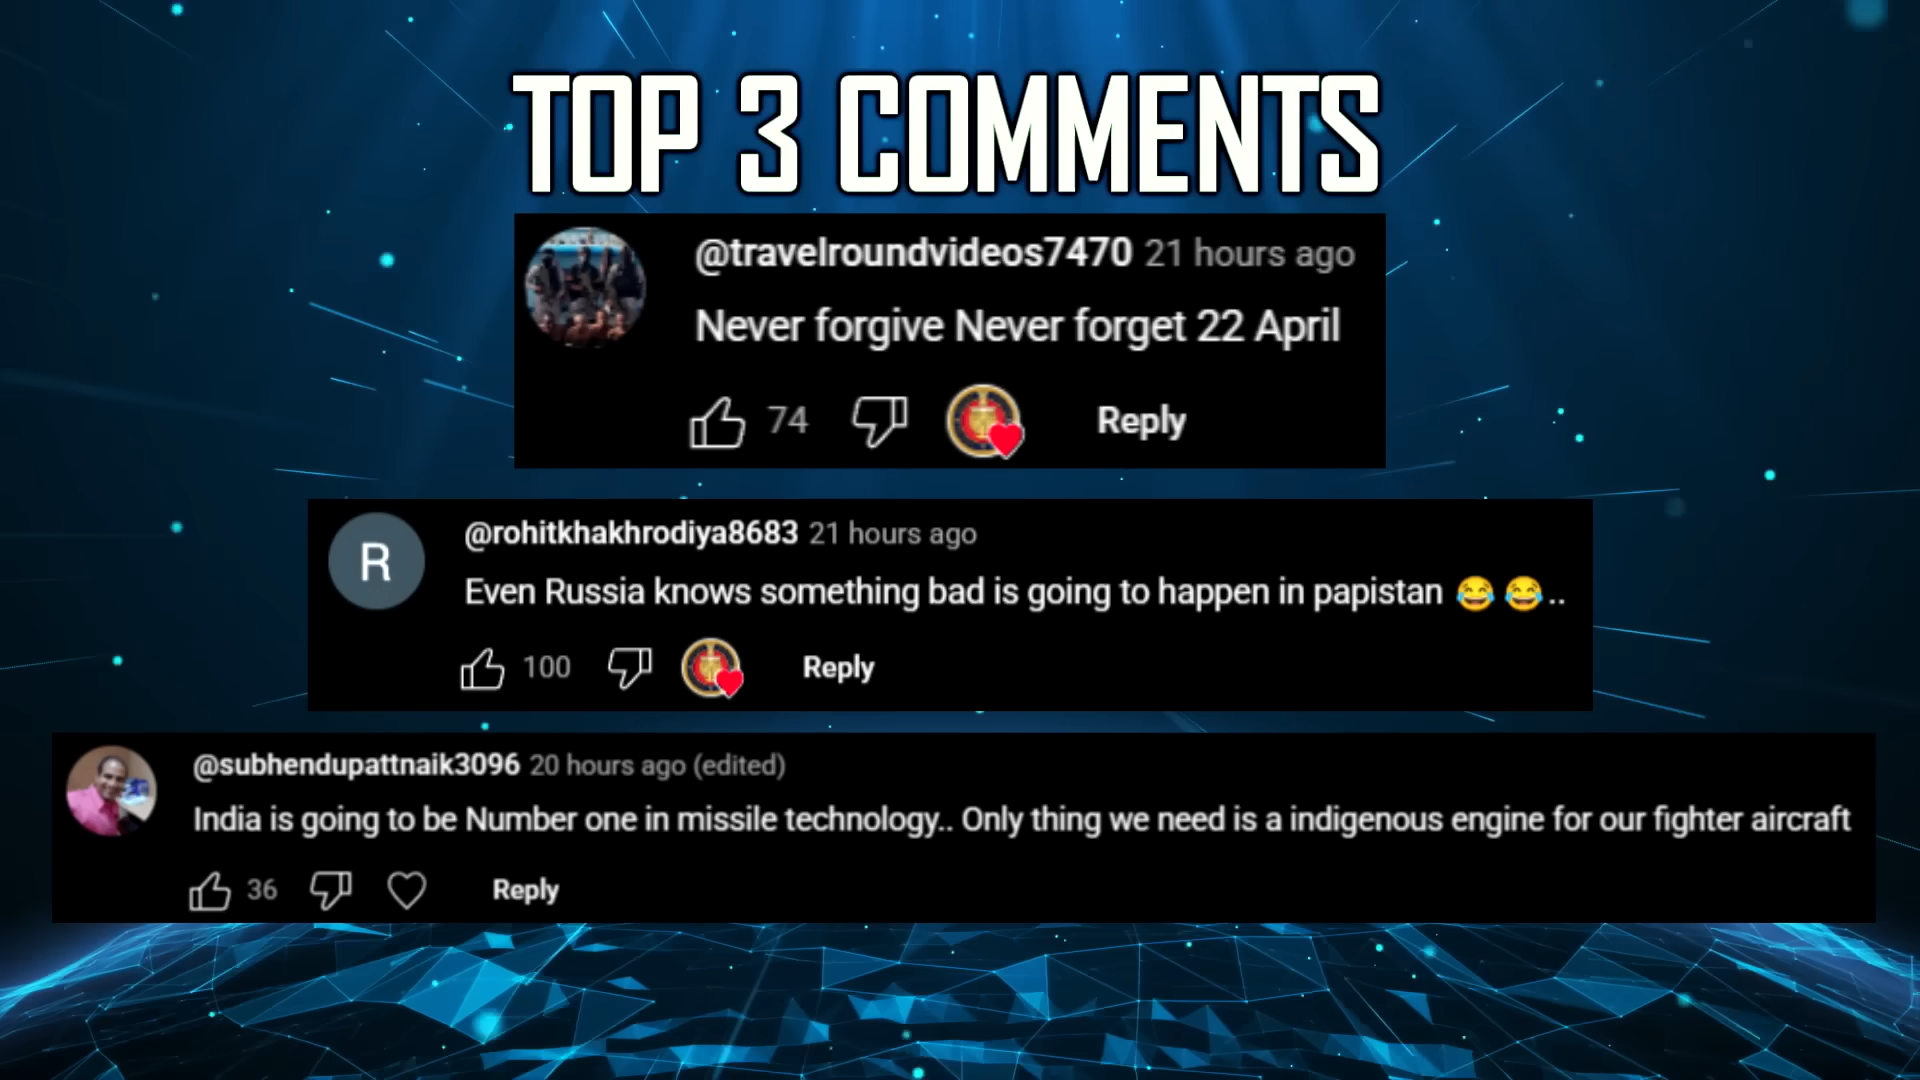 TOP 3 COMMENTS
@travelroundvideos7470 21 hours ago
Never forgive Never forget 22 April
74 Reply
R
@rohitkhakhrodiya8683 21 hours ago
Even Russia knows something bad is going to happen in papistan 😂 😂..
100 Reply
@subhendupattnaik3096 20 hours ago (edited)
India is going to be Number one in missile technology.. Only thing we need is a indigenous engine for our fighter aircraft
36 Reply